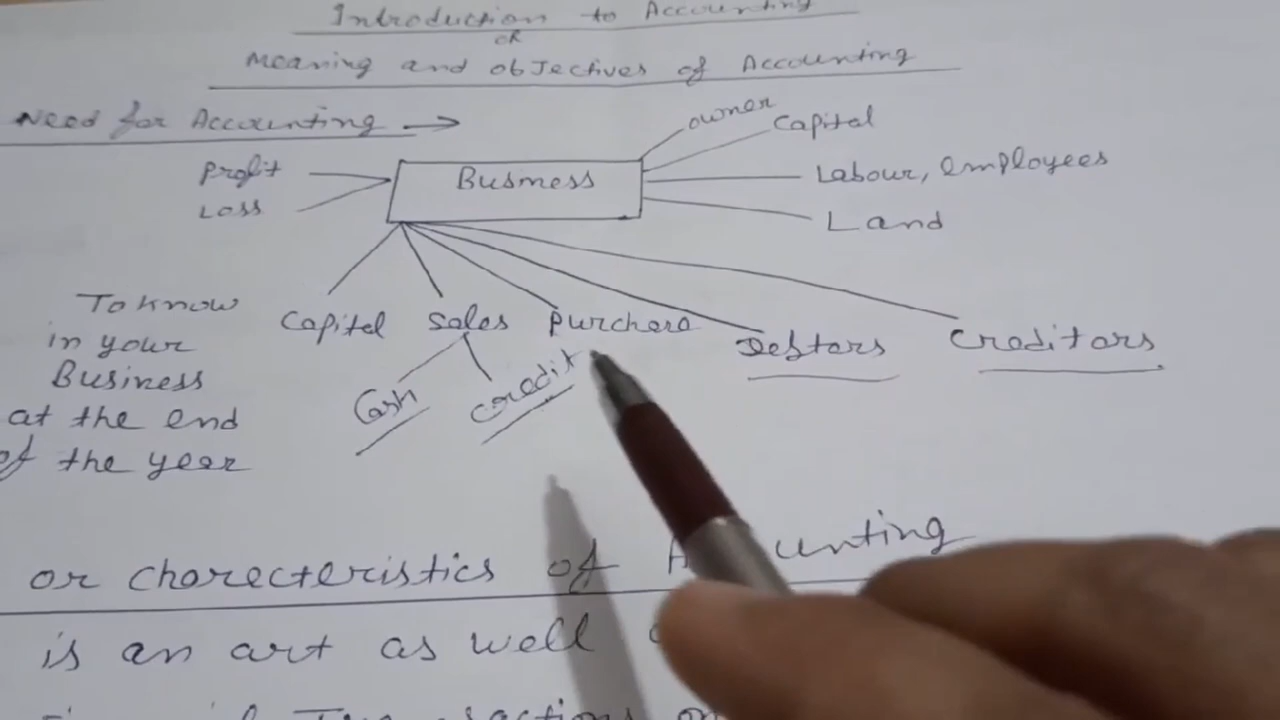 Introduction to Accounting
OR
Meaning and objectives of Accounting
Need for Accounting →
owner
Capital
Profit
Business
Labour, employees
Loss
Land
To know
in your
Business
at the end
of the year
Capital Sales Purchase Debtors Creditors
Cash Credit
or charecteristics of
is an art as well